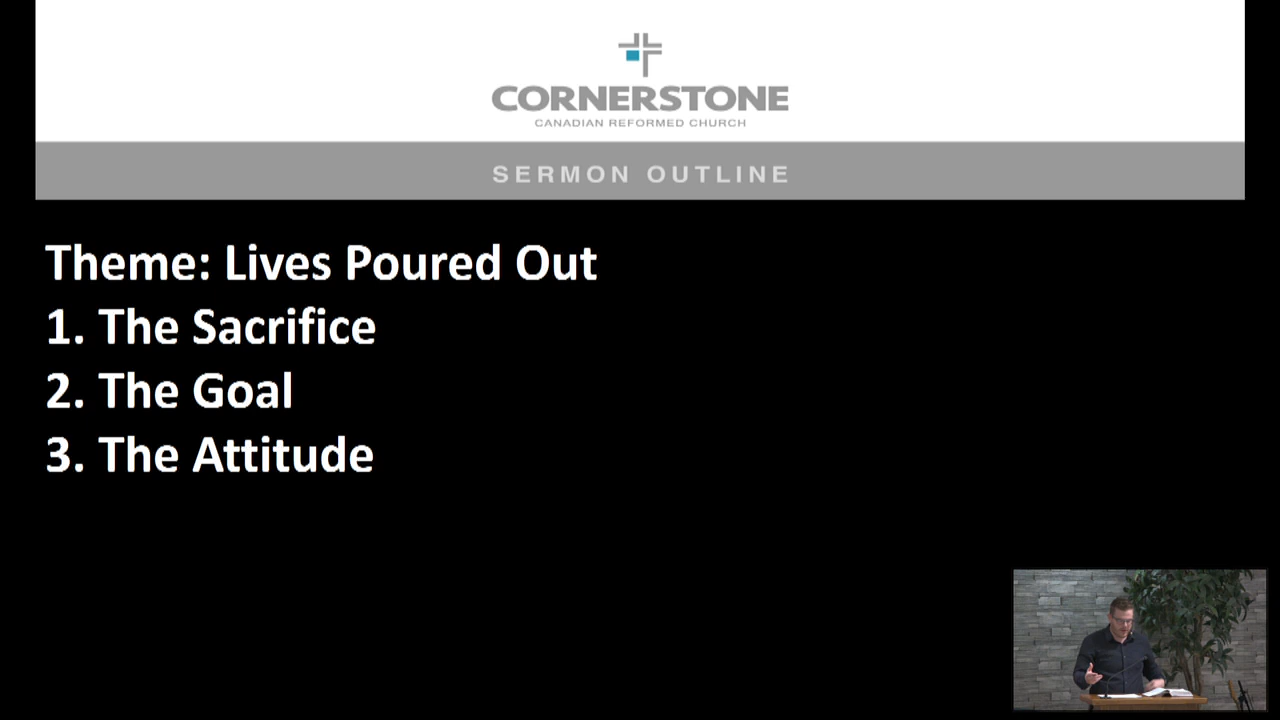 CORNERSTONE
CANADIAN REFORMED CHURCH
SERMON OUTLINE
Theme: Lives Poured Out
1. The Sacrifice
2. The Goal
3. The Attitude